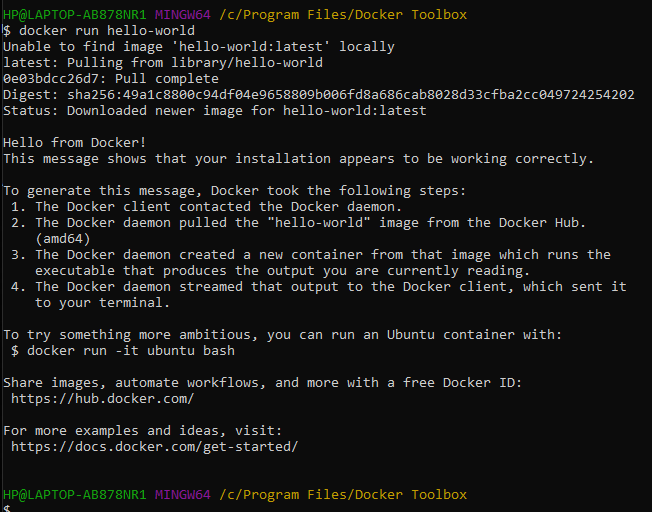 HP@LAPTOP-AB878NR1 MINGW64 /c/Program Files/Docker Toolbox
$ docker run hello-world
Unable to find image 'hello-world:latest' locally
latest: Pulling from library/hello-world
0e03bdcc26d7: Pull complete
Digest: sha256:49a1c8800c94df04e9658809b006fd8a686cab8028d33cfba2cc049724254202
Status: Downloaded newer image for hello-world:latest

Hello from Docker!
This message shows that your installation appears to be working correctly.

To generate this message, Docker took the following steps:
 1. The Docker client contacted the Docker daemon.
 2. The Docker daemon pulled the "hello-world" image from the Docker Hub.
    (amd64)
 3. The Docker daemon created a new container from that image which runs the
    executable that produces the output you are currently reading.
 4. The Docker daemon streamed that output to the Docker client, which sent it
    to your terminal.

To try something more ambitious, you can run an Ubuntu container with:
 $ docker run -it ubuntu bash

Share images, automate workflows, and more with a free Docker ID:
 https://hub.docker.com/

For more examples and ideas, visit:
 https://docs.docker.com/get-started/

HP@LAPTOP-AB878NR1 MINGW64 /c/Program Files/Docker Toolbox
$